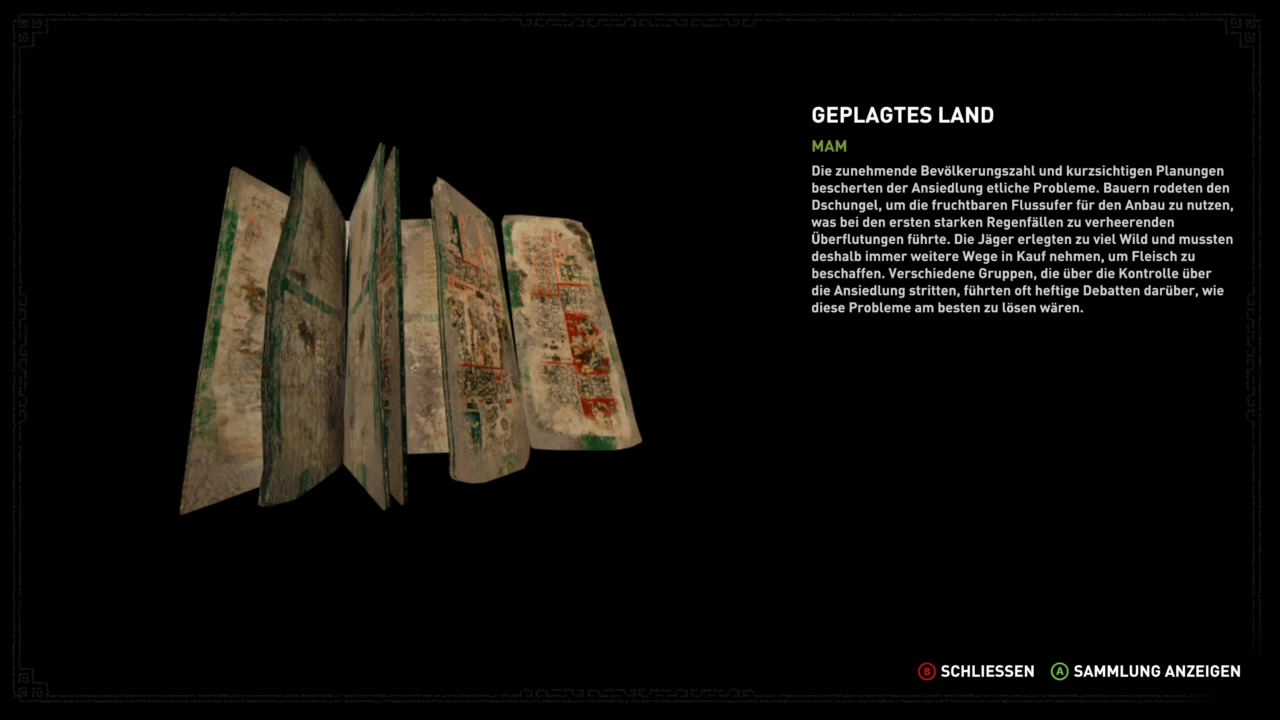 GEPLAGTES LAND
MAM
Die zunehmende Bevölkerungszahl und kurzsichtigen Planungen
bescherten der Ansiedlung etliche Probleme. Bauern rodeten den
Dschungel, um die fruchtbaren Flussufer für den Anbau zu nutzen,
was bei den ersten starken Regenfällen zu verheerenden
Überflutungen führte. Die Jäger erlegten zu viel Wild und mussten
deshalb immer weitere Wege in Kauf nehmen, um Fleisch zu
beschaffen. Verschiedene Gruppen, die über die Kontrolle über
die Ansiedlung stritten, führten oft heftige Debatten darüber, wie
diese Probleme am besten zu lösen wären.
B SCHLIESSEN A SAMMLUNG ANZEIGEN